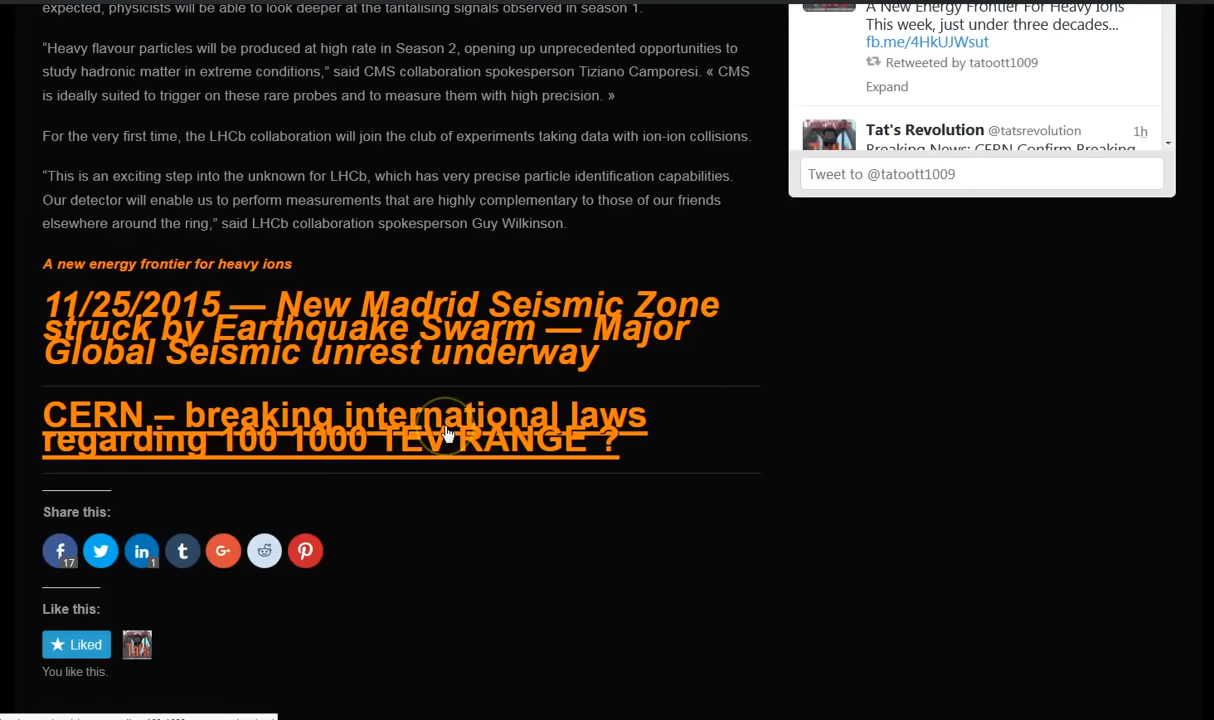 expected, physicists will be able to look deeper at the tantalising signals observed in season 1.
“Heavy flavour particles will be produced at high rate in Season 2, opening up unprecedented opportunities to
study hadronic matter in extreme conditions,” said CMS collaboration spokesperson Tiziano Camporesi. « CMS
is ideally suited to trigger on these rare probes and to measure them with high precision. »
For the very first time, the LHCb collaboration will join the club of experiments taking data with ion-ion collisions.
“This is an exciting step into the unknown for LHCb, which has very precise particle identification capabilities.
Our detector will enable us to perform measurements that are highly complementary to those of our friends
elsewhere around the ring,” said LHCb collaboration spokesperson Guy Wilkinson.
A new energy frontier for heavy ions
11/25/2015 — New Madrid Seismic Zone
struck by Earthquake Swarm — Major
Global Seismic unrest underway
CERN – breaking international laws
regarding 100 1000 TEV RANGE ?
Share this:
17
1
Like this:
Liked
You like this.
A New Energy Frontier For Heavy Ions
This week, just under three decades...
fb.me/4HkUJWsut
Retweeted by tatoott1009
Expand
Tat's Revolution @tatsrevolution 1h
Breaking News: CERN Confirm Breaking
Tweet to @tatoott1009